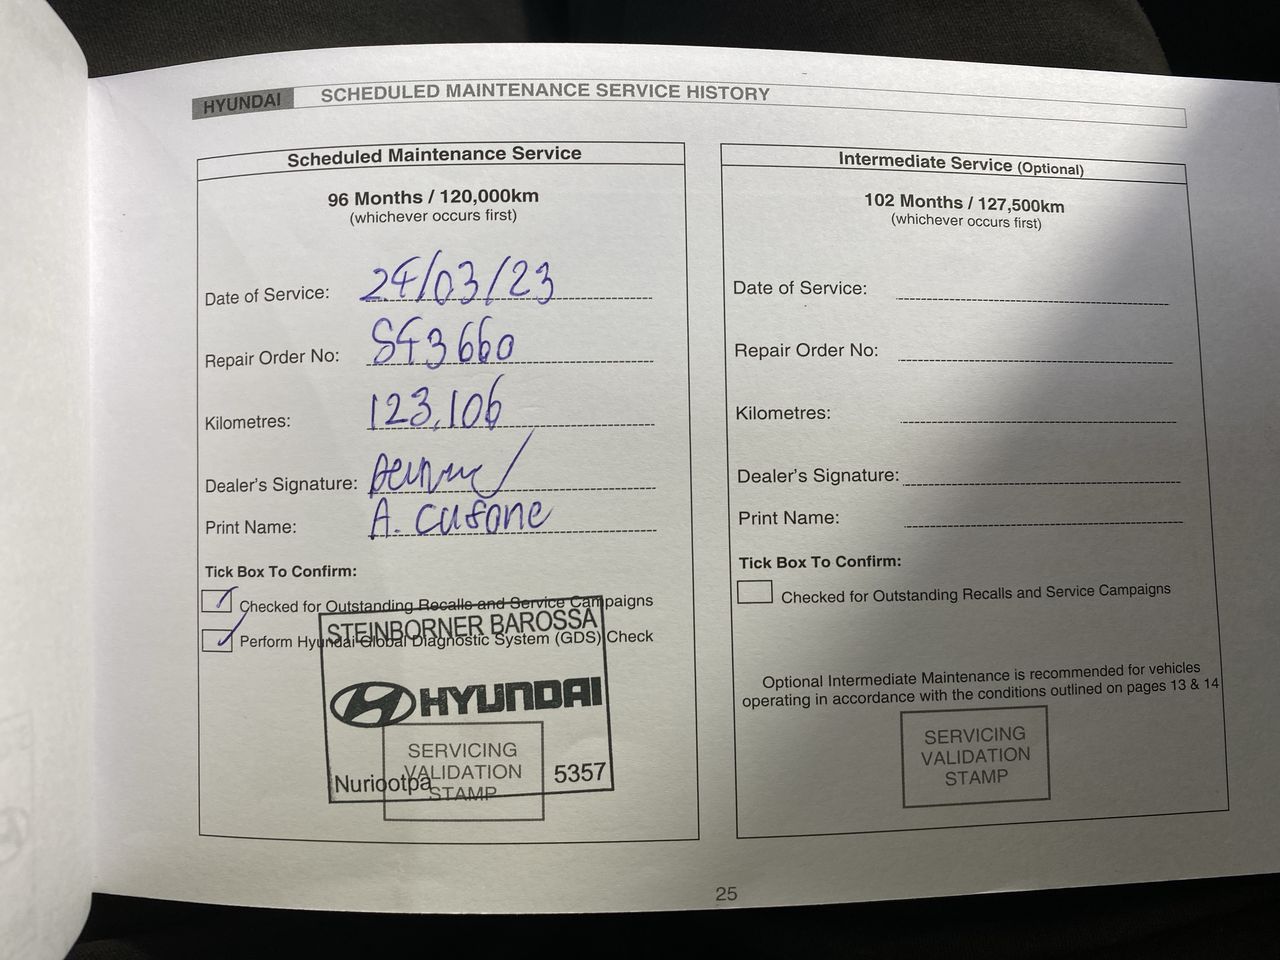 HYUNDAI SCHEDULED MAINTENANCE SERVICE HISTORY
Scheduled Maintenance Service
96 Months / 120,000km
(whichever occurs first)
Date of Service: 24/03/23
Repair Order No: S43660
Kilometres: 123,106
Dealer's Signature:
Print Name: A. Cufone
Tick Box To Confirm:
Checked for Outstanding Recalls and Service Campaigns
Perform Hyundai Global Diagnostic System (GDS) Check
STEINBORNER BAROSSA
HYUNDAI
Nuriootpa 5357
SERVICING
VALIDATION
STAMP
Intermediate Service (Optional)
102 Months / 127,500km
(whichever occurs first)
Date of Service:
Repair Order No:
Kilometres:
Dealer's Signature:
Print Name:
Tick Box To Confirm:
Checked for Outstanding Recalls and Service Campaigns
Optional Intermediate Maintenance is recommended for vehicles
operating in accordance with the conditions outlined on pages 13 & 14
SERVICING
VALIDATION
STAMP
25